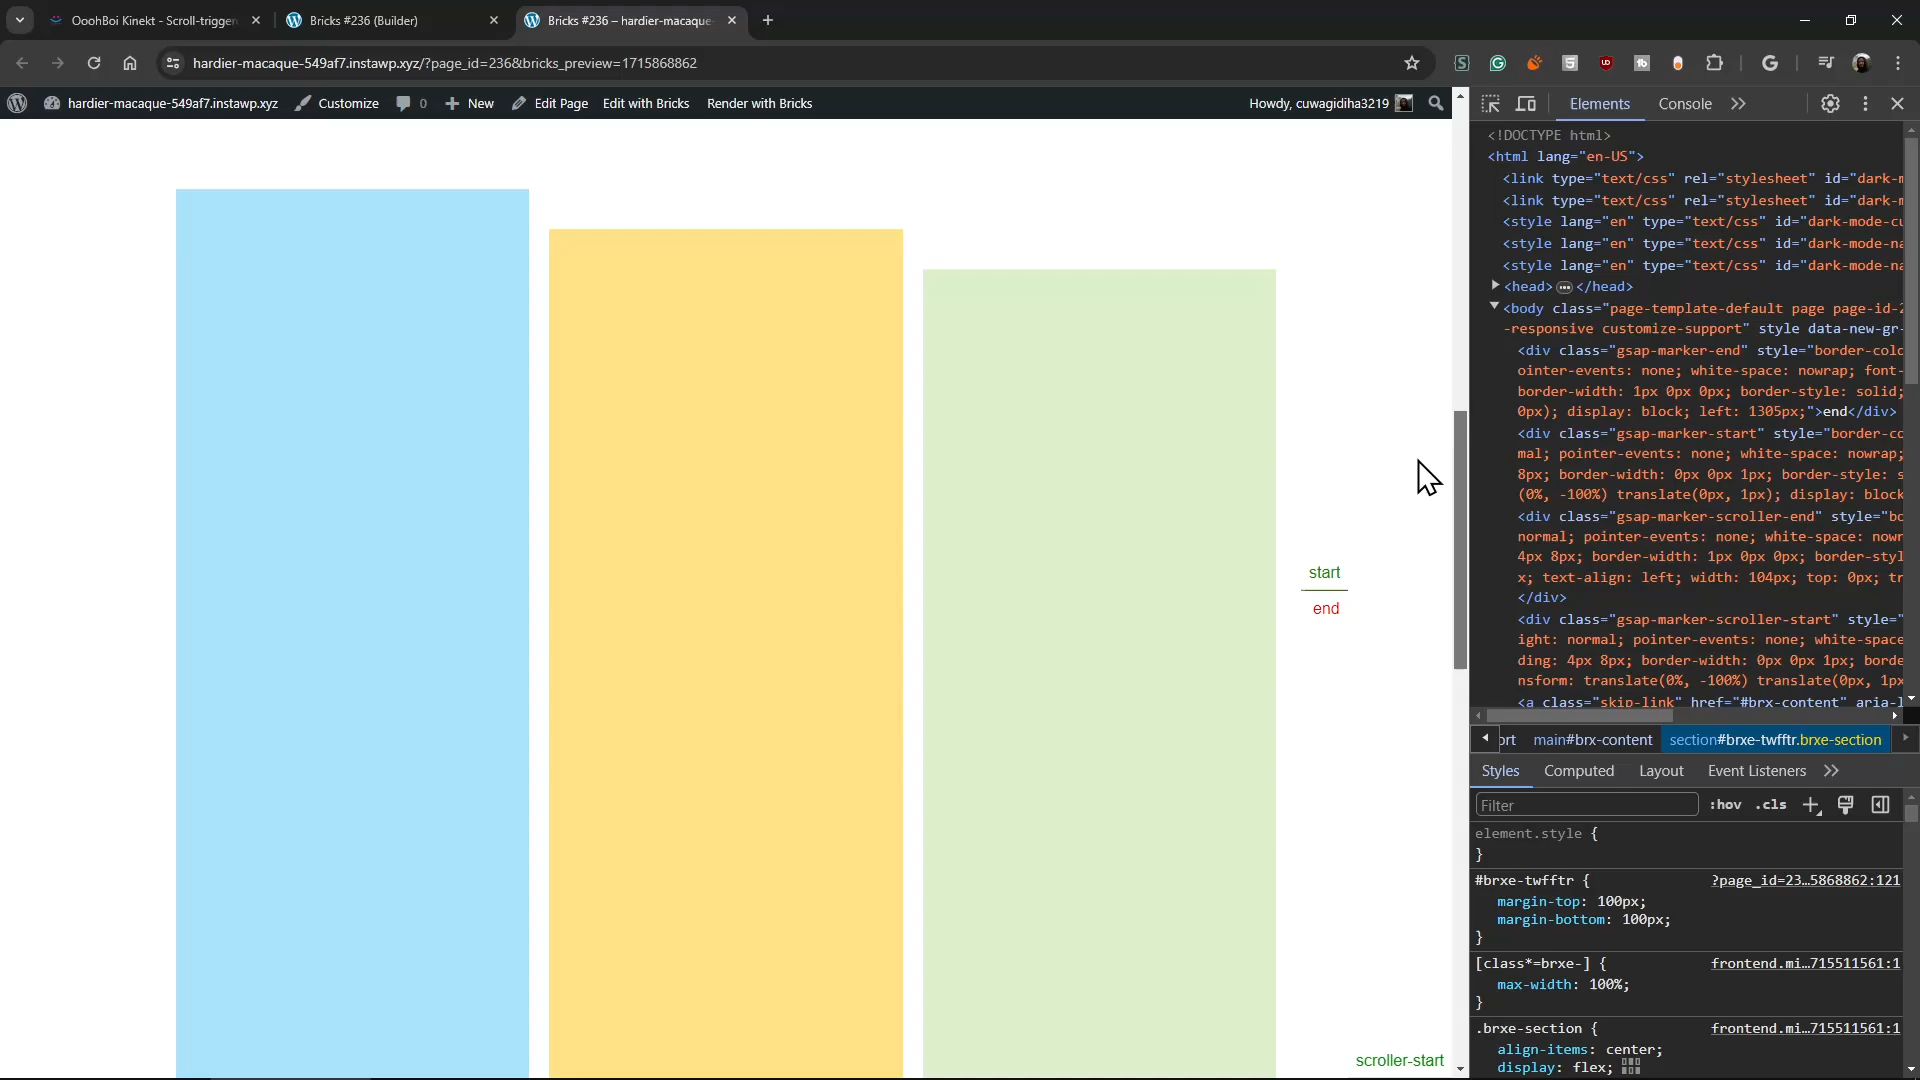 OoohBoi Kinekt - Scroll-trigger
Bricks #236 (Builder)
Bricks #236 – hardier-macaque-
hardier-macaque-549af7.instawp.xyz/?page_id=236&bricks_preview=1715868862
hardier-macaque-549af7.instawp.xyz
Customize
0
New
Edit Page
Edit with Bricks
Render with Bricks
Howdy, cuwagidiha3219
Elements
Console
<!DOCTYPE html>
<html lang="en-US">
<link type="text/css" rel="stylesheet" id="dark-m
<link type="text/css" rel="stylesheet" id="dark-m
<style lang="en" type="text/css" id="dark-mode-cu
<style lang="en" type="text/css" id="dark-mode-na
<style lang="en" type="text/css" id="dark-mode-na
<head> … </head>
<body class="page-template-default page page-id-2
-responsive customize-support" style data-new-gr-
<div class="gsap-marker-end" style="border-colo
ointer-events: none; white-space: nowrap; font-
border-width: 1px 0px 0px; border-style: solid;
0px); display: block; left: 1305px;">end</div>
<div class="gsap-marker-start" style="border-co
mal; pointer-events: none; white-space: nowrap;
8px; border-width: 0px 0px 1px; border-style: s
(0%, -100%) translate(0px, 1px); display: block
<div class="gsap-marker-scroller-end" style="bo
normal; pointer-events: none; white-space: nowr
4px 8px; border-width: 1px 0px 0px; border-styl
x; text-align: left; width: 104px; top: 0px; tr
</div>
<div class="gsap-marker-scroller-start" style="
ight: normal; pointer-events: none; white-space
ding: 4px 8px; border-width: 0px 0px 1px; borde
nsform: translate(0%, -100%) translate(0px, 1px
<a class="skip-link" href="#brx-content" aria-l
start
end
scroller-start
ort
main#brx-content
section#brxe-twfftr.brxe-section
Styles
Computed
Layout
Event Listeners
Filter
:hov
.cls
element.style {
}
#brxe-twfftr {
?page_id=23…5868862:121
margin-top: 100px;
margin-bottom: 100px;
}
[class*=brxe-] {
frontend.mi…715511561:1
max-width: 100%;
}
.brxe-section {
frontend.mi…715511561:1
align-items: center;
display: flex;